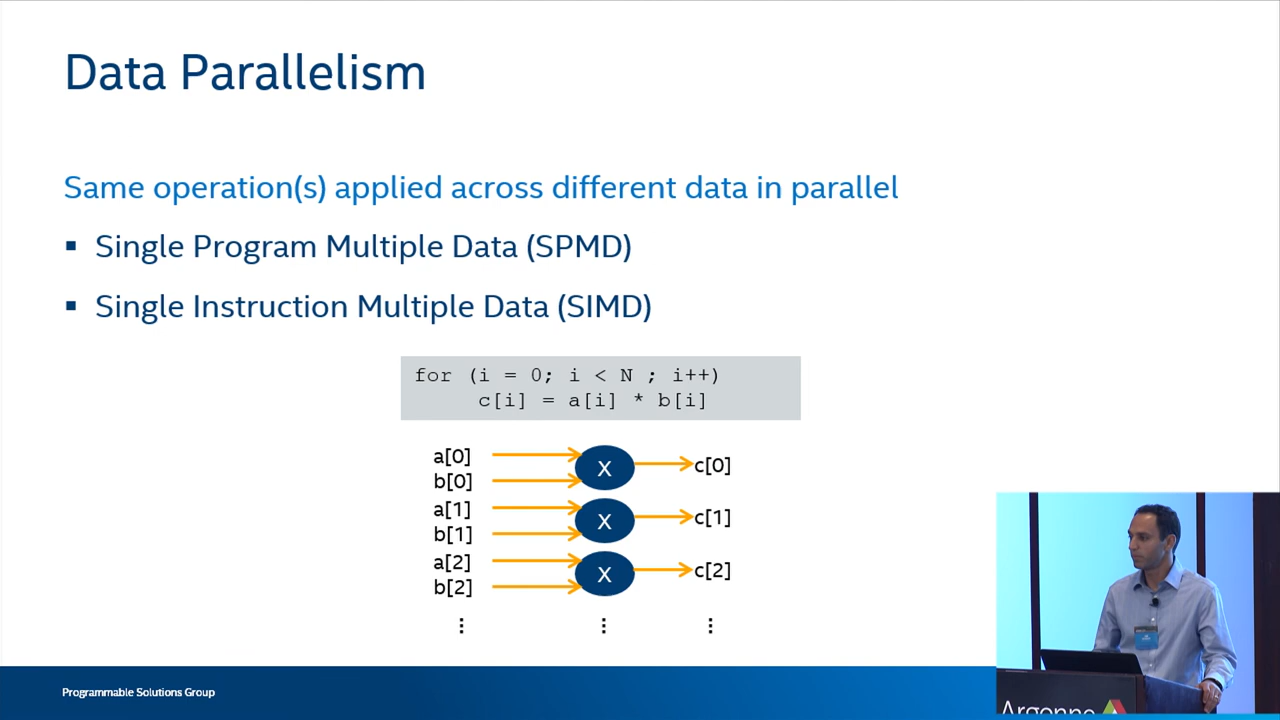 Data Parallelism
Same operation(s) applied across different data in parallel
▪ Single Program Multiple Data (SPMD)
▪ Single Instruction Multiple Data (SIMD)
for (i = 0; i < N ; i++)
c[i] = a[i] * b[i]
a[0]
b[0]
X
c[0]
a[1]
b[1]
X
c[1]
a[2]
b[2]
X
c[2]
⋮ ⋮ ⋮
Programmable Solutions Group
Argonne